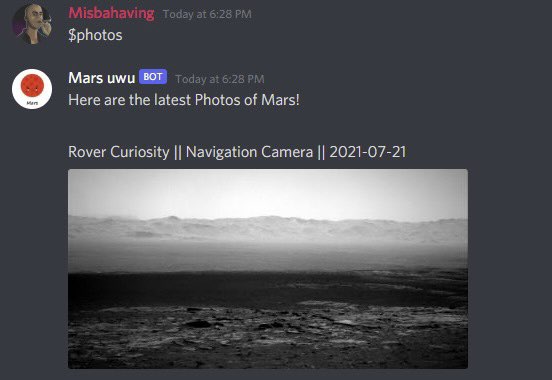 Misbahaving Today at 6:28 PM
$photos
Mars uwu BOT Today at 6:28 PM
Here are the latest Photos of Mars!
Mars
Rover Curiosity || Navigation Camera || 2021-07-21